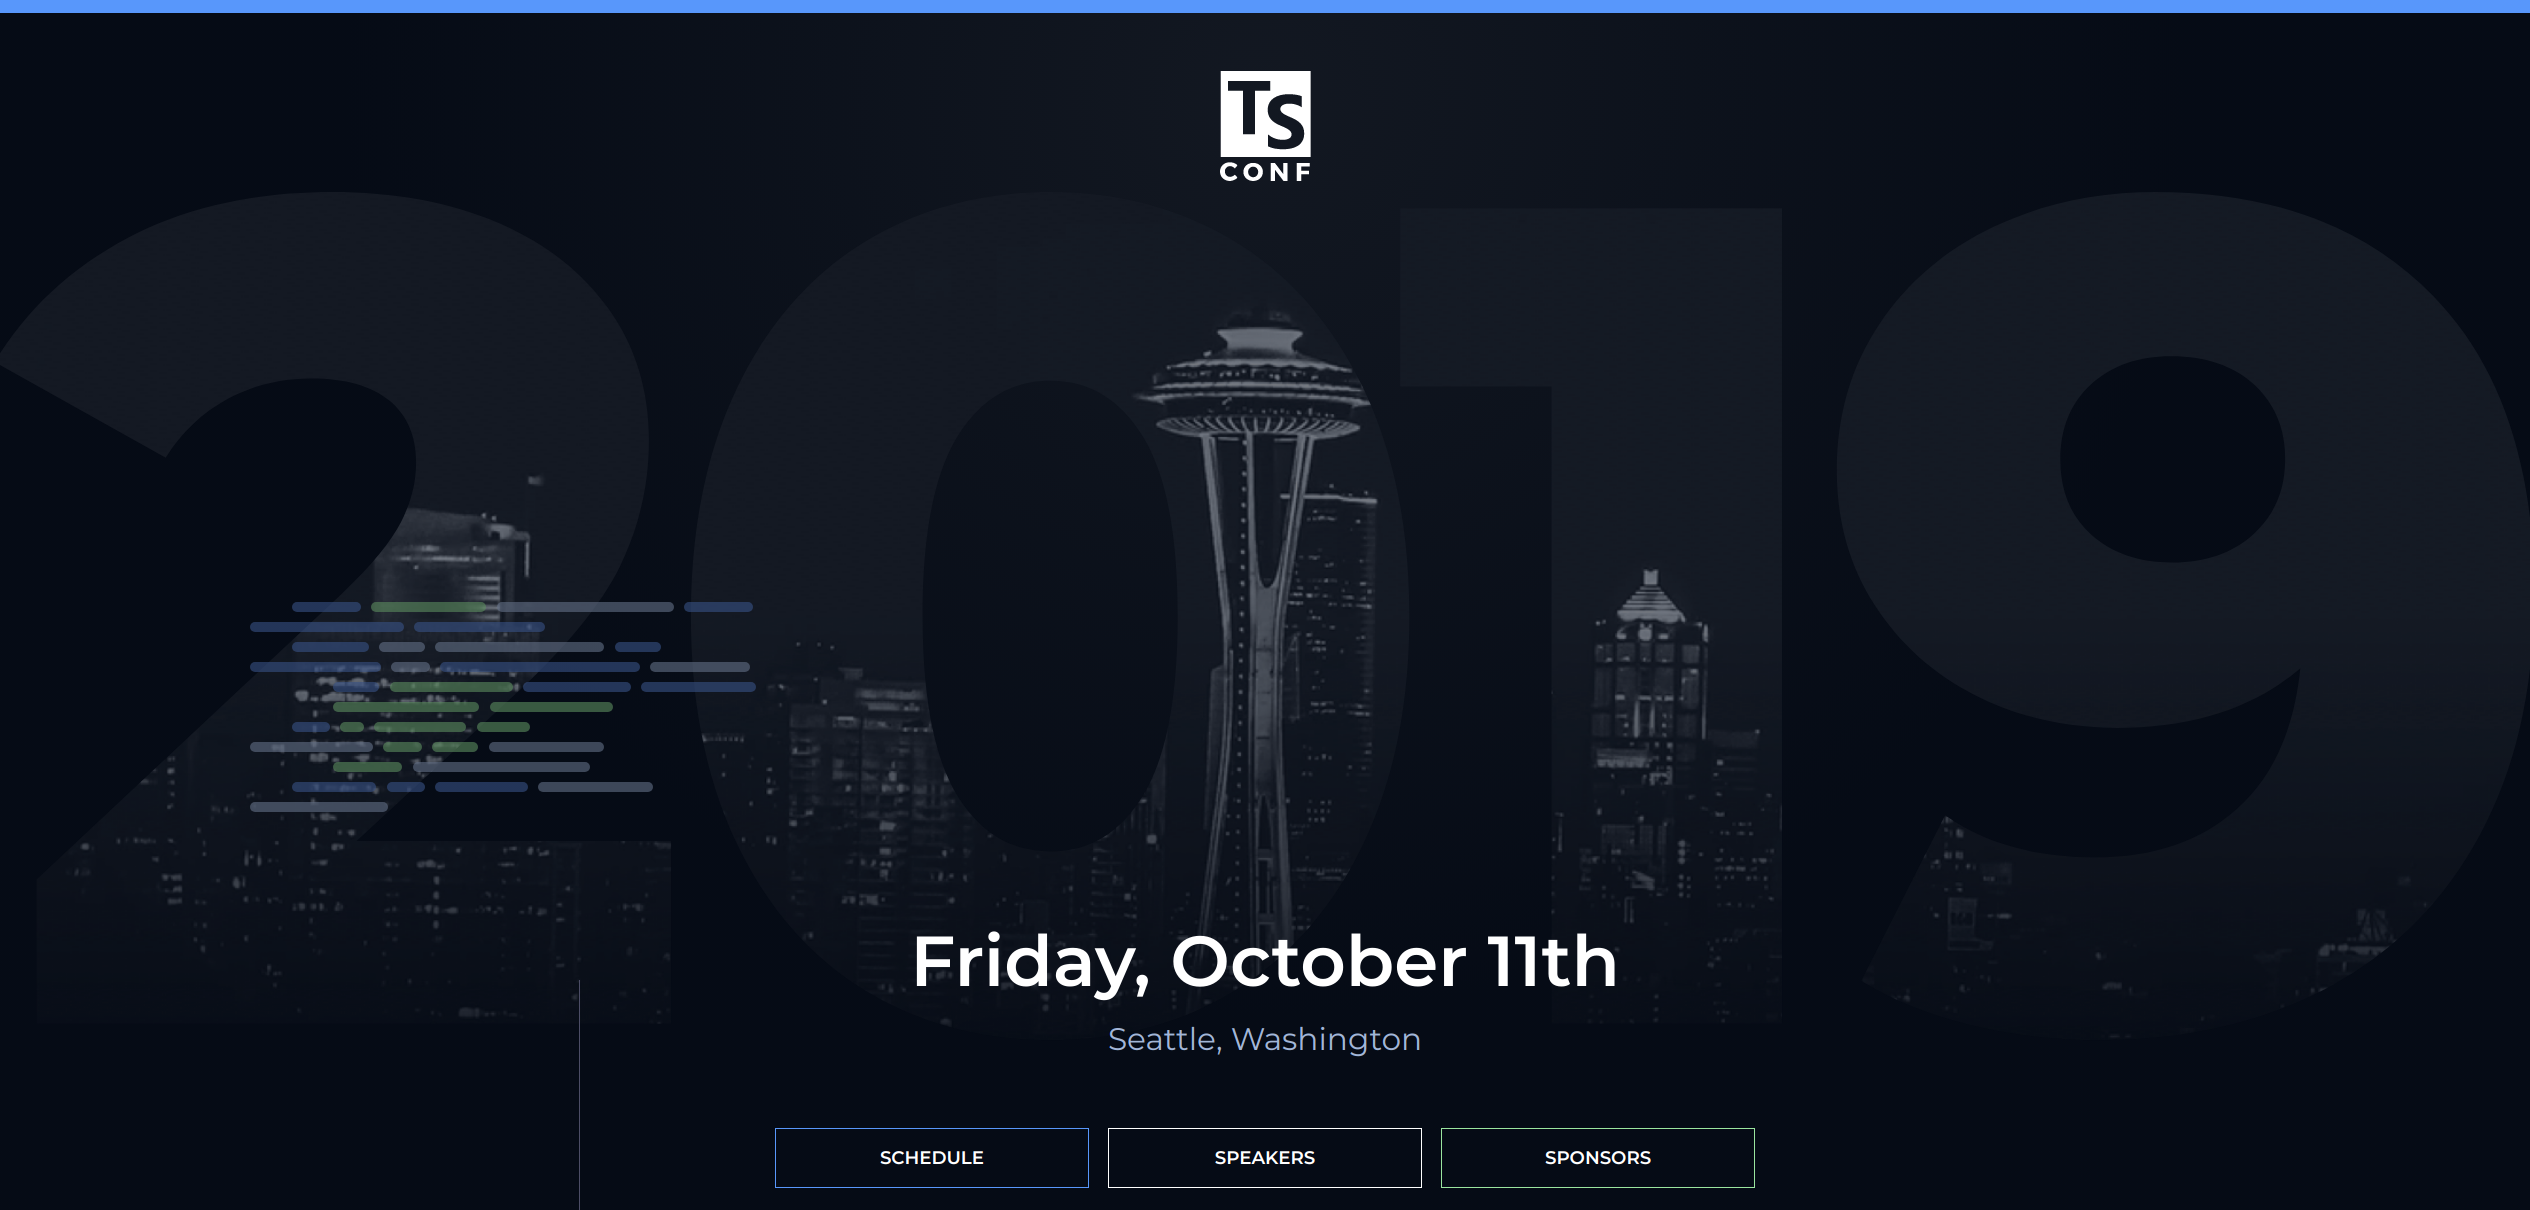 TS
CONF
2019
Friday, October 11th
Seattle, Washington
SCHEDULE
SPEAKERS
SPONSORS